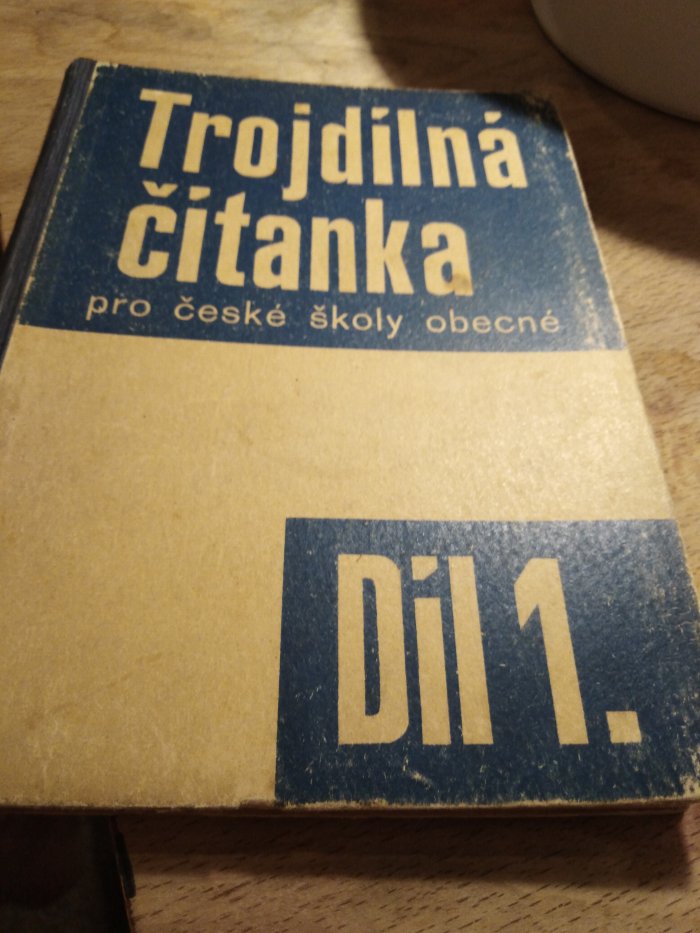 Trojdílná
čítanka
pro české školy obecné
Díl 1.